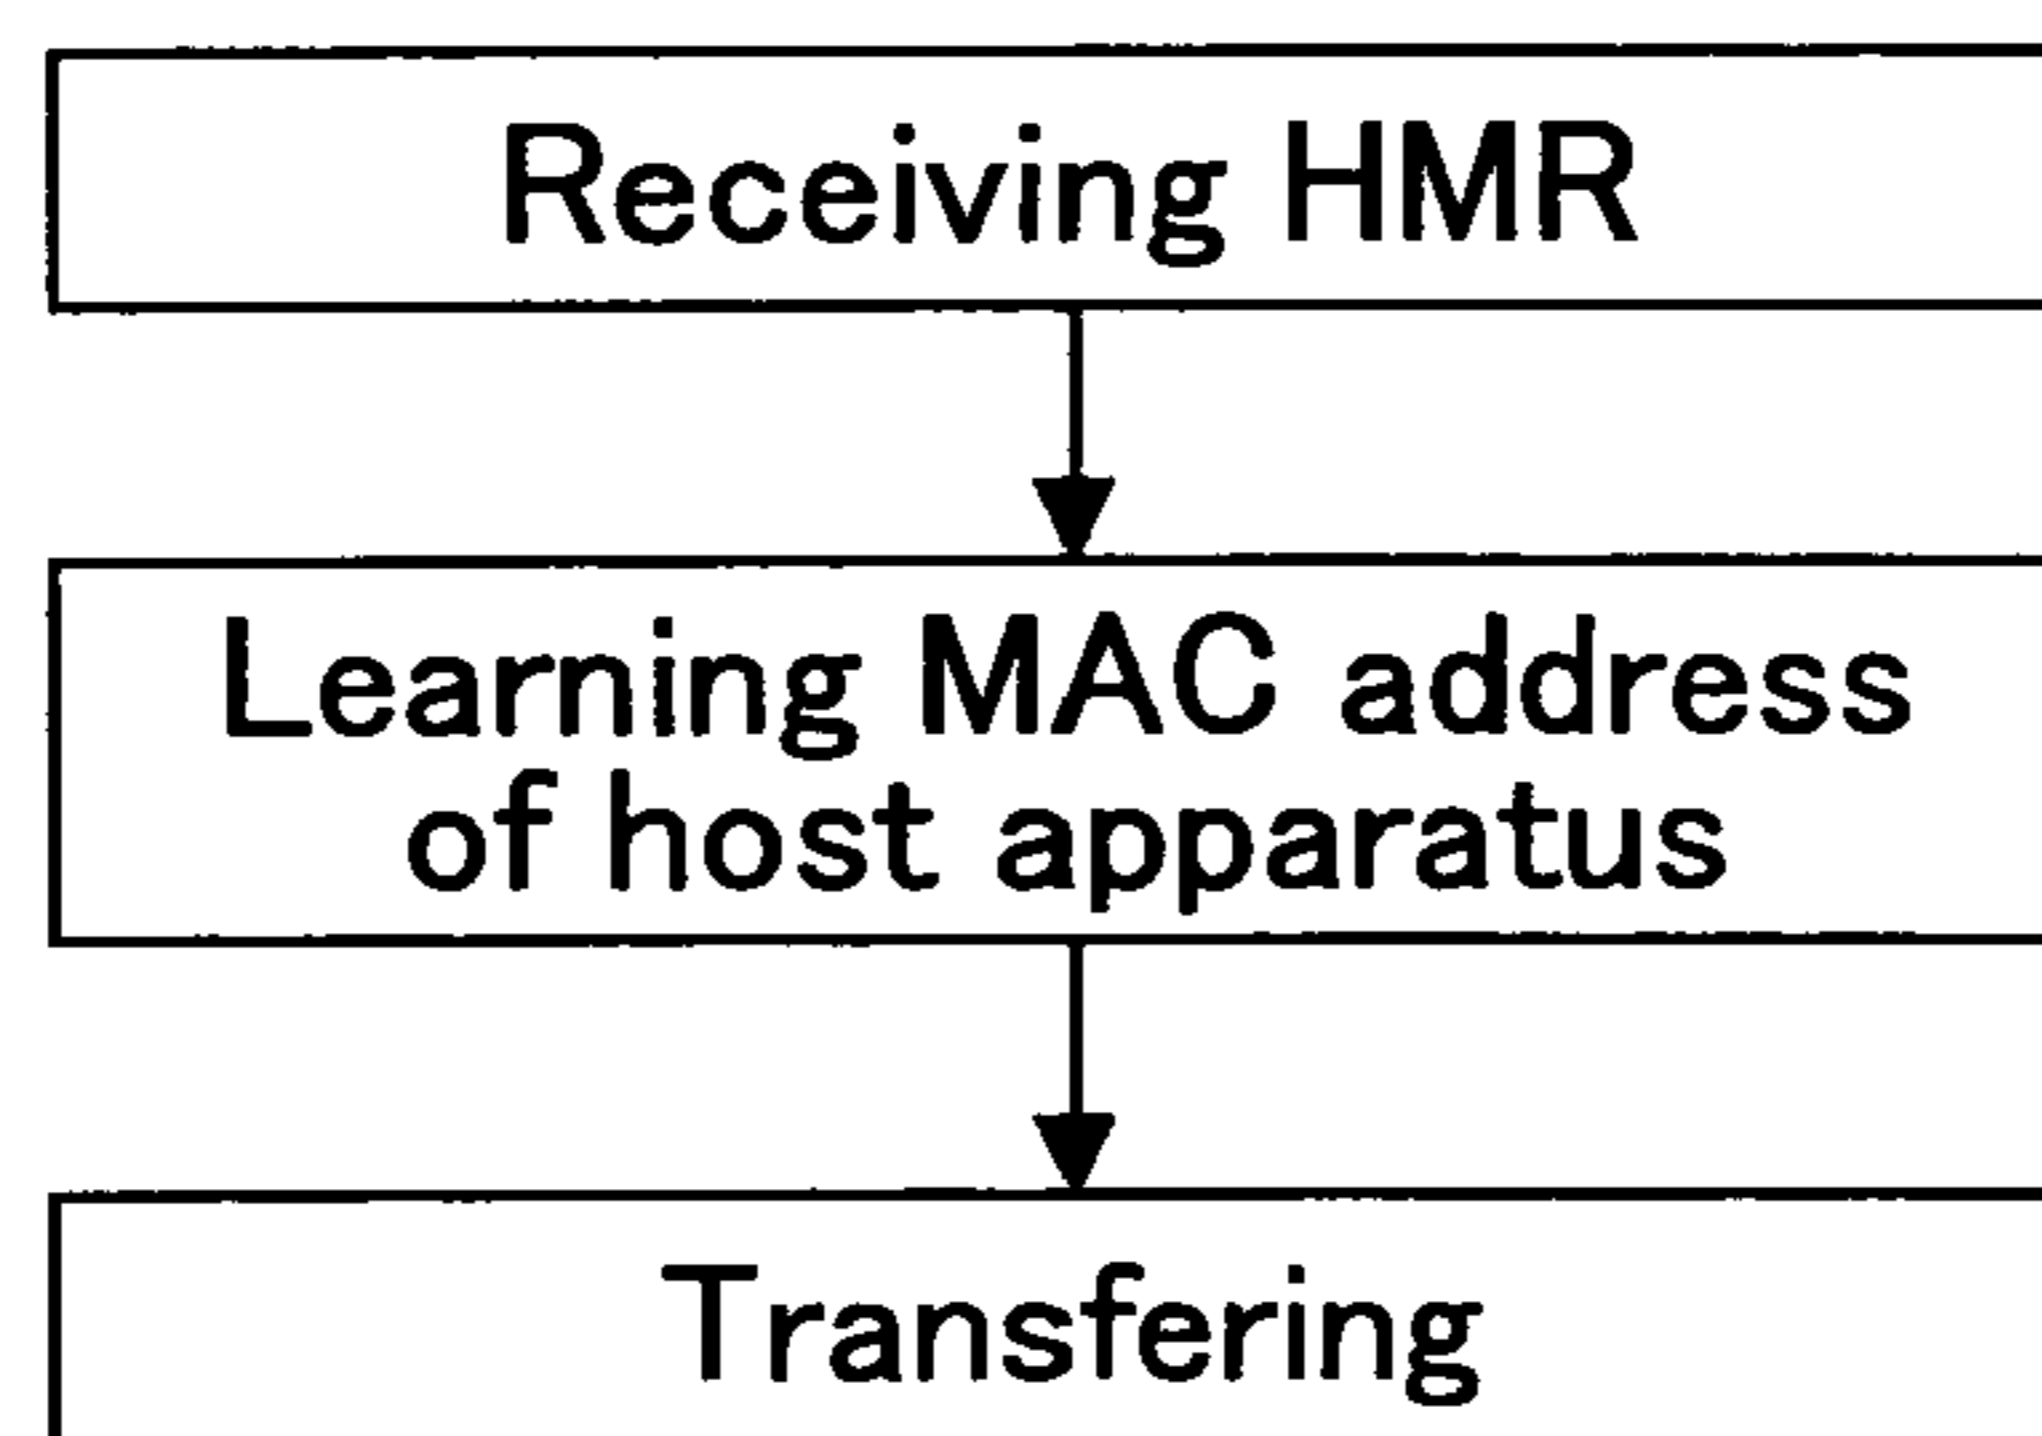 Receiving HMR
Learning MAC address
of host apparatus
Transfering